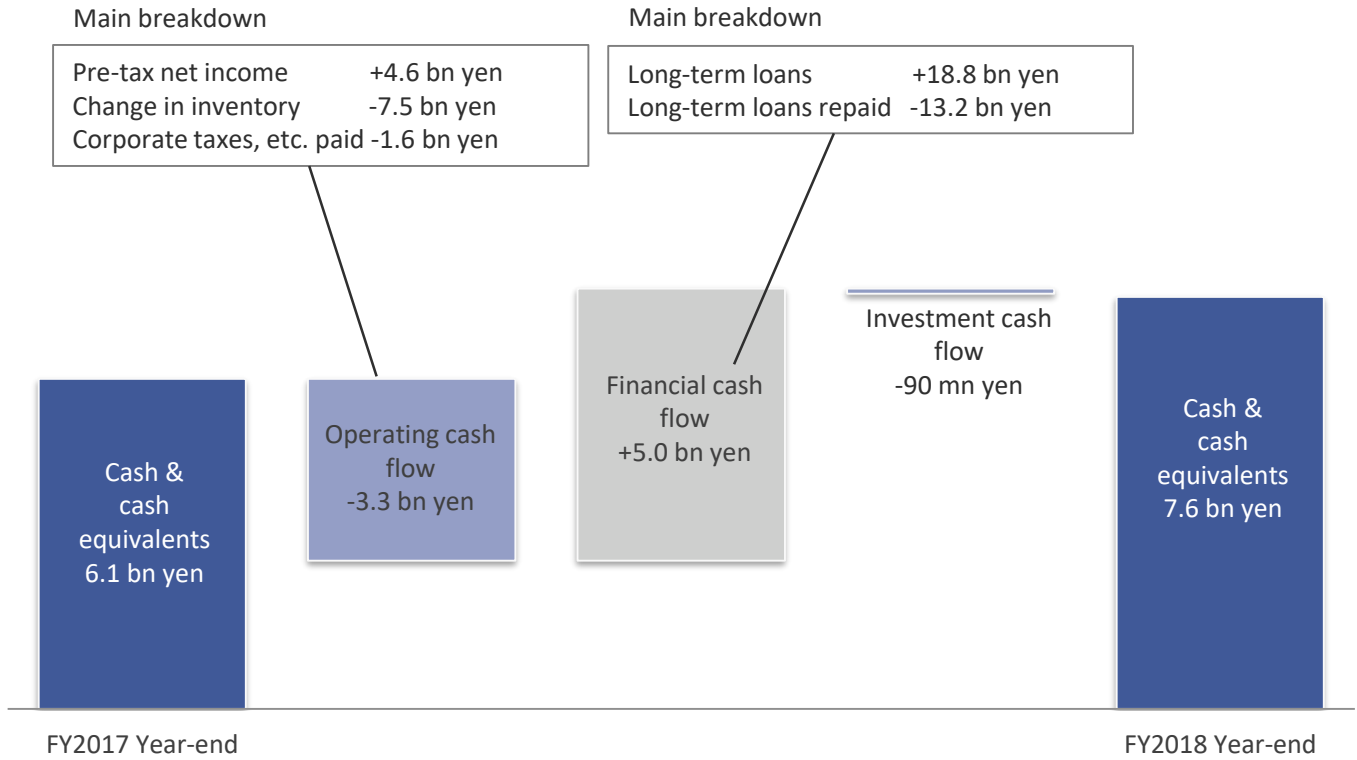 Main breakdown
Pre-tax net income +4.6 bn yen
Change in inventory -7.5 bn yen
Corporate taxes, etc. paid -1.6 bn yen
Main breakdown
Long-term loans +18.8 bn yen
Long-term loans repaid -13.2 bn yen
Cash &
cash
equivalents
6.1 bn yen
Operating cash
flow
-3.3 bn yen
Financial cash
flow
+5.0 bn yen
Investment cash
flow
-90 mn yen
Cash &
cash
equivalents
7.6 bn yen
FY2017 Year-end
FY2018 Year-end